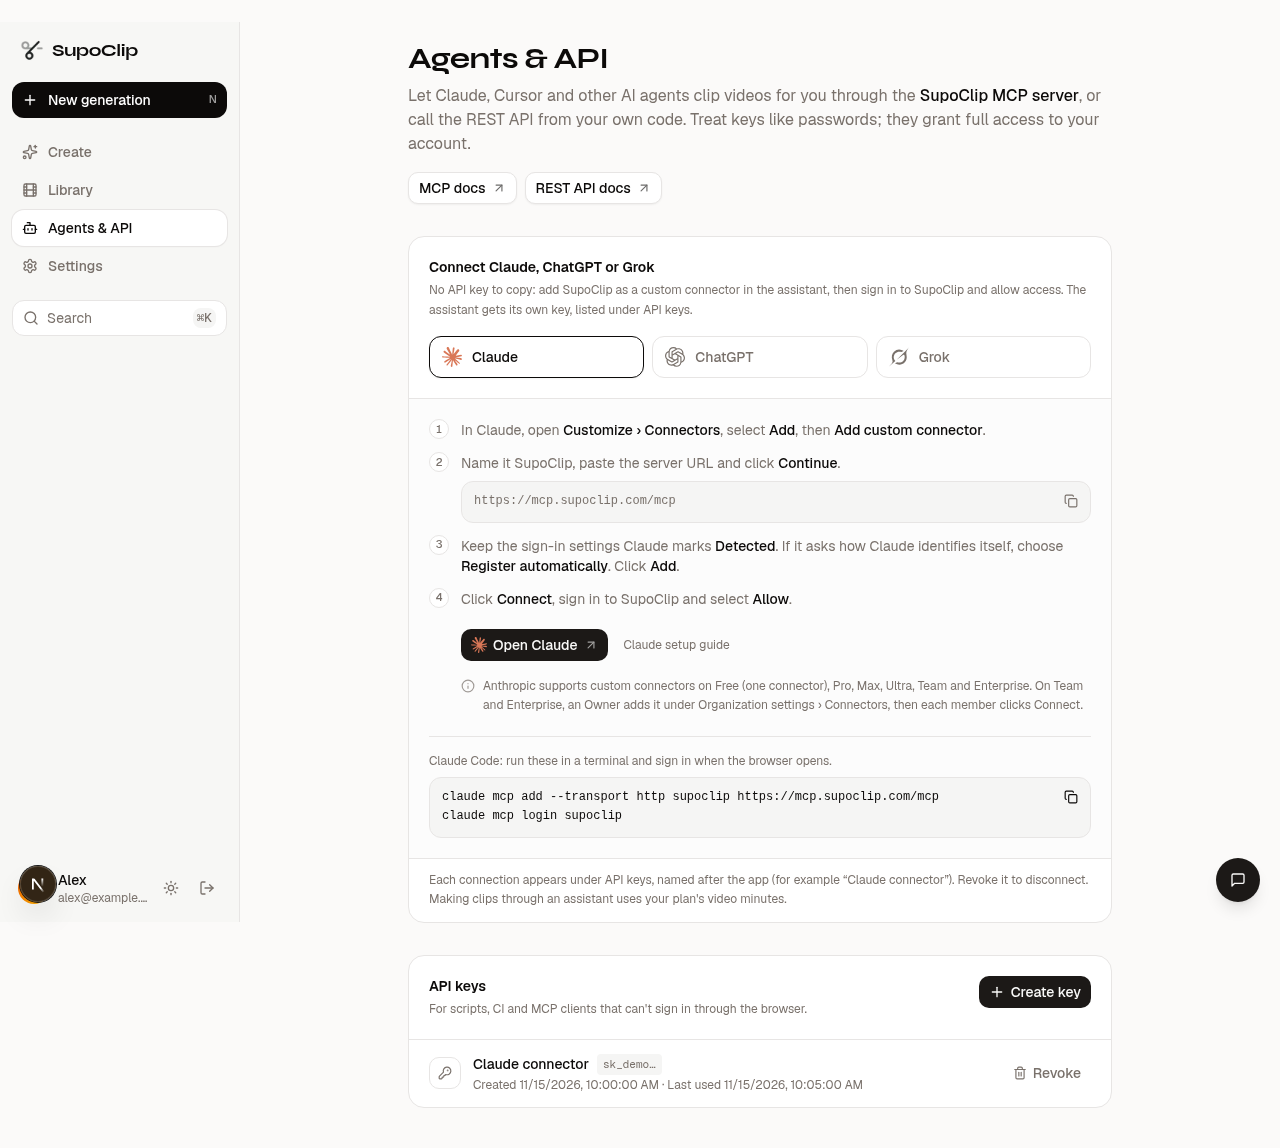 SupoClip
New generation N
Create
Library
Agents & API
Settings
Search ⌘K
N
Alex
alex@example....
Agents & API
Let Claude, Cursor and other AI agents clip videos for you through the SupoClip MCP server, or
call the REST API from your own code. Treat keys like passwords; they grant full access to your
account.
MCP docs
REST API docs
Connect Claude, ChatGPT or Grok
No API key to copy: add SupoClip as a custom connector in the assistant, then sign in to SupoClip and allow access. The
assistant gets its own key, listed under API keys.
Claude
ChatGPT
Grok
1 In Claude, open Customize › Connectors, select Add, then Add custom connector.
2 Name it SupoClip, paste the server URL and click Continue.
https://mcp.supoclip.com/mcp
3 Keep the sign-in settings Claude marks Detected. If it asks how Claude identifies itself, choose
Register automatically. Click Add.
4 Click Connect, sign in to SupoClip and select Allow.
Open Claude
Claude setup guide
Anthropic supports custom connectors on Free (one connector), Pro, Max, Ultra, Team and Enterprise. On Team
and Enterprise, an Owner adds it under Organization settings › Connectors, then each member clicks Connect.
Claude Code: run these in a terminal and sign in when the browser opens.
claude mcp add --transport http supoclip https://mcp.supoclip.com/mcp
claude mcp login supoclip
Each connection appears under API keys, named after the app (for example “Claude connector”). Revoke it to disconnect.
Making clips through an assistant uses your plan's video minutes.
API keys
For scripts, CI and MCP clients that can't sign in through the browser.
Create key
Claude connector sk_demo…
Created 11/15/2026, 10:00:00 AM · Last used 11/15/2026, 10:05:00 AM
Revoke